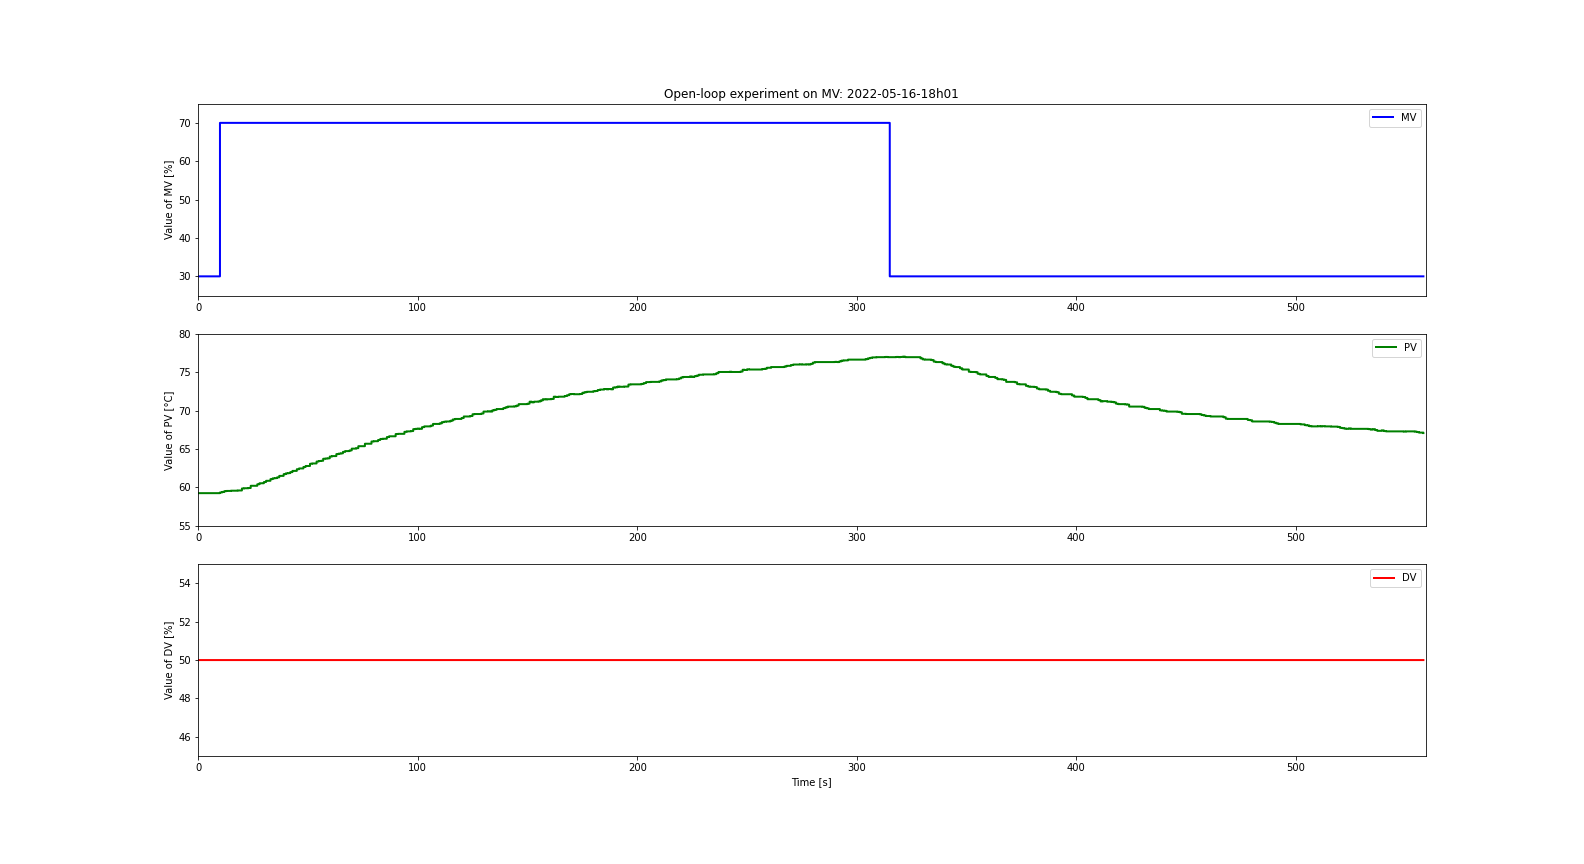 Open-loop experiment on MV: 2022-05-16-18h01
MV
Value of MV [%]
70
60
50
40
30
0 100 200 300 400 500
PV
Value of PV [°C]
80
75
70
65
60
55
0 100 200 300 400 500
DV
Value of DV [%]
54
52
50
48
46
0 100 200 300 400 500
Time [s]